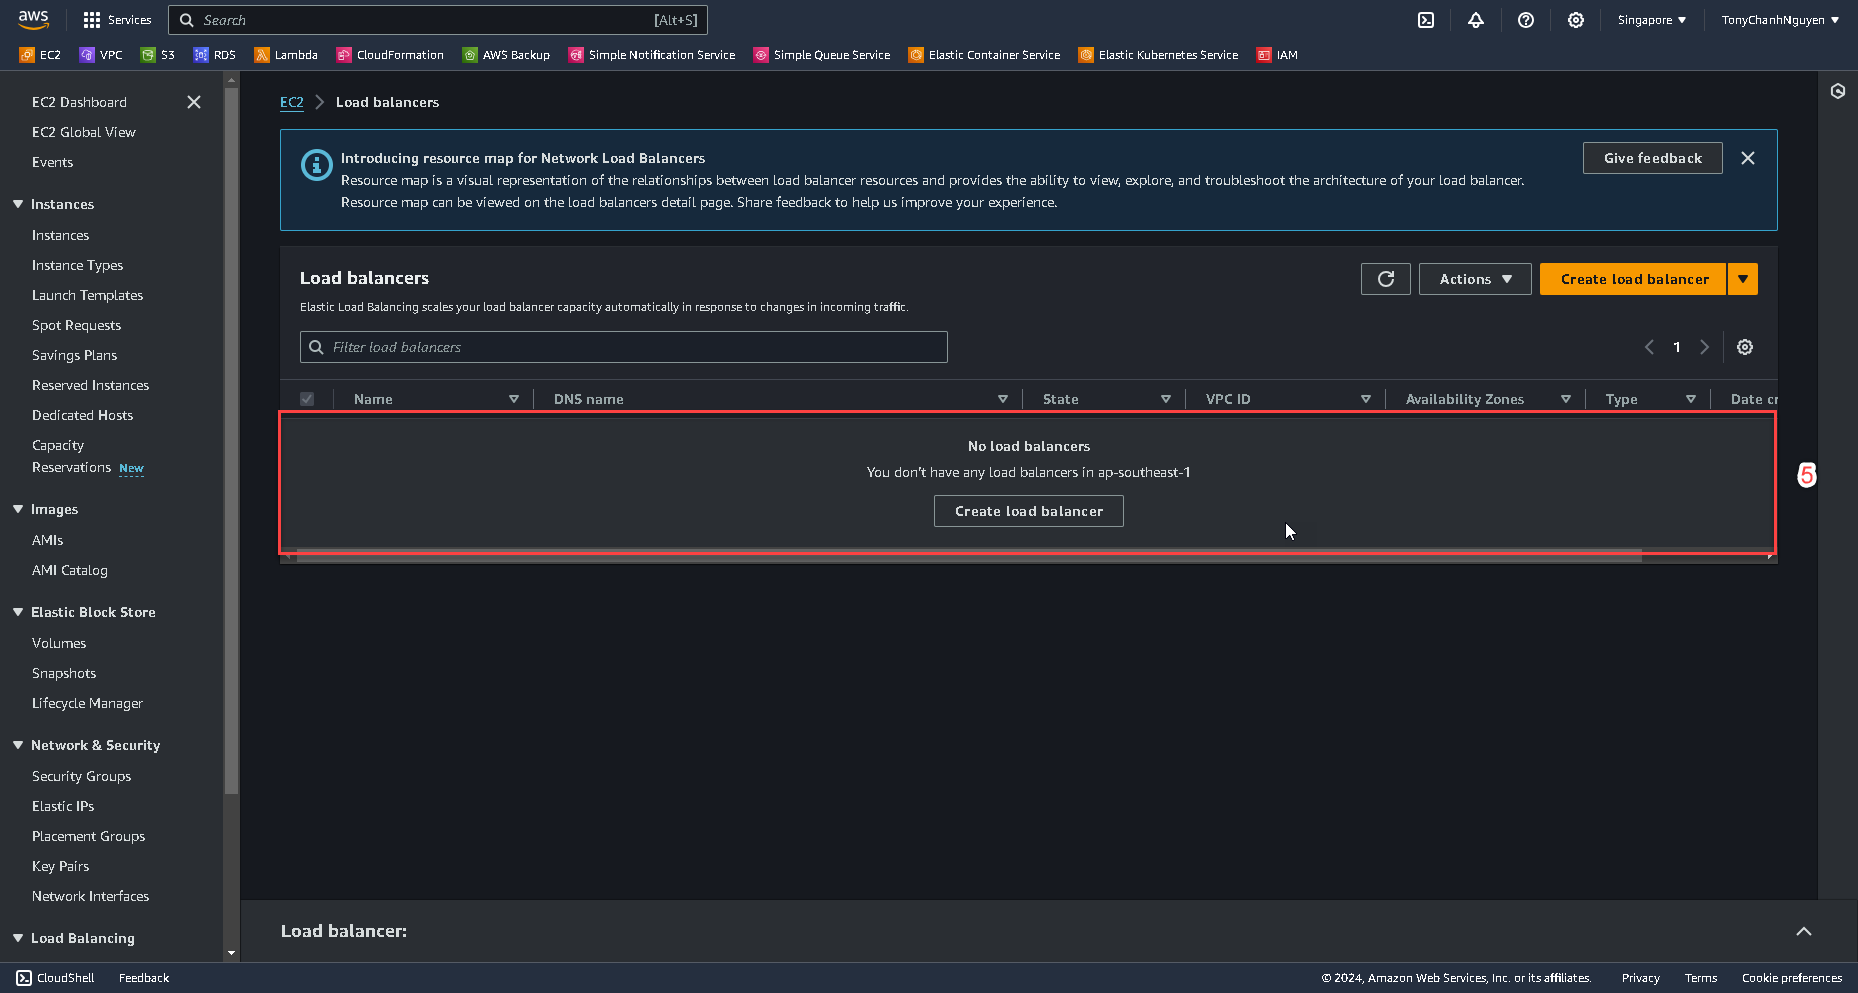 aws
Services
Search
[Alt+S]
Singapore
TonyChanhNguyen
EC2
VPC
S3
RDS
Lambda
CloudFormation
AWS Backup
Simple Notification Service
Simple Queue Service
Elastic Container Service
Elastic Kubernetes Service
IAM
EC2 Dashboard
EC2 Global View
Events
Instances
Instances
Instance Types
Launch Templates
Spot Requests
Savings Plans
Reserved Instances
Dedicated Hosts
Capacity
Reservations New
Images
AMIs
AMI Catalog
Elastic Block Store
Volumes
Snapshots
Lifecycle Manager
Network & Security
Security Groups
Elastic IPs
Placement Groups
Key Pairs
Network Interfaces
Load Balancing
EC2
Load balancers
Introducing resource map for Network Load Balancers
Resource map is a visual representation of the relationships between load balancer resources and provides the ability to view, explore, and troubleshoot the architecture of your load balancer.
Resource map can be viewed on the load balancers detail page. Share feedback to help us improve your experience.
Give feedback
Load balancers
Elastic Load Balancing scales your load balancer capacity automatically in response to changes in incoming traffic.
Actions
Create load balancer
Filter load balancers
1
Name
DNS name
State
VPC ID
Availability Zones
Type
Date cr
No load balancers
You don't have any load balancers in ap-southeast-1
Create load balancer
5
Load balancer:
CloudShell
Feedback
© 2024, Amazon Web Services, Inc. or its affiliates.
Privacy
Terms
Cookie preferences